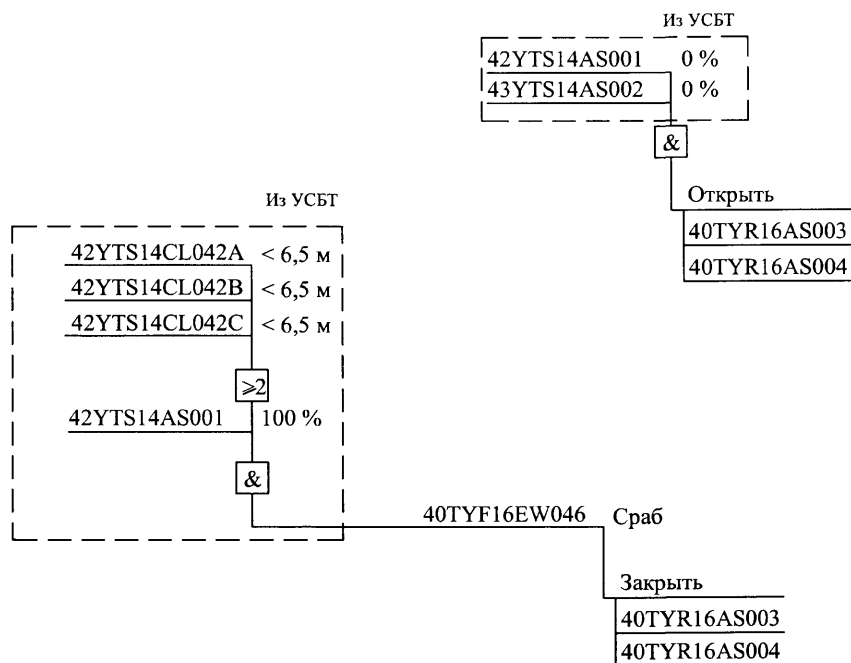 Из УСБТ
42YTS14AS001 0 %
43YTS14AS002 0 %
&
Открыть
40TYR16AS003
40TYR16AS004
Из УСБТ
42YTS14CL042A < 6,5 м
42YTS14CL042B < 6,5 м
42YTS14CL042C < 6,5 м
⩾2
42YTS14AS001 100 %
&
40TYF16EW046 Сраб
Закрыть
40TYR16AS003
40TYR16AS004